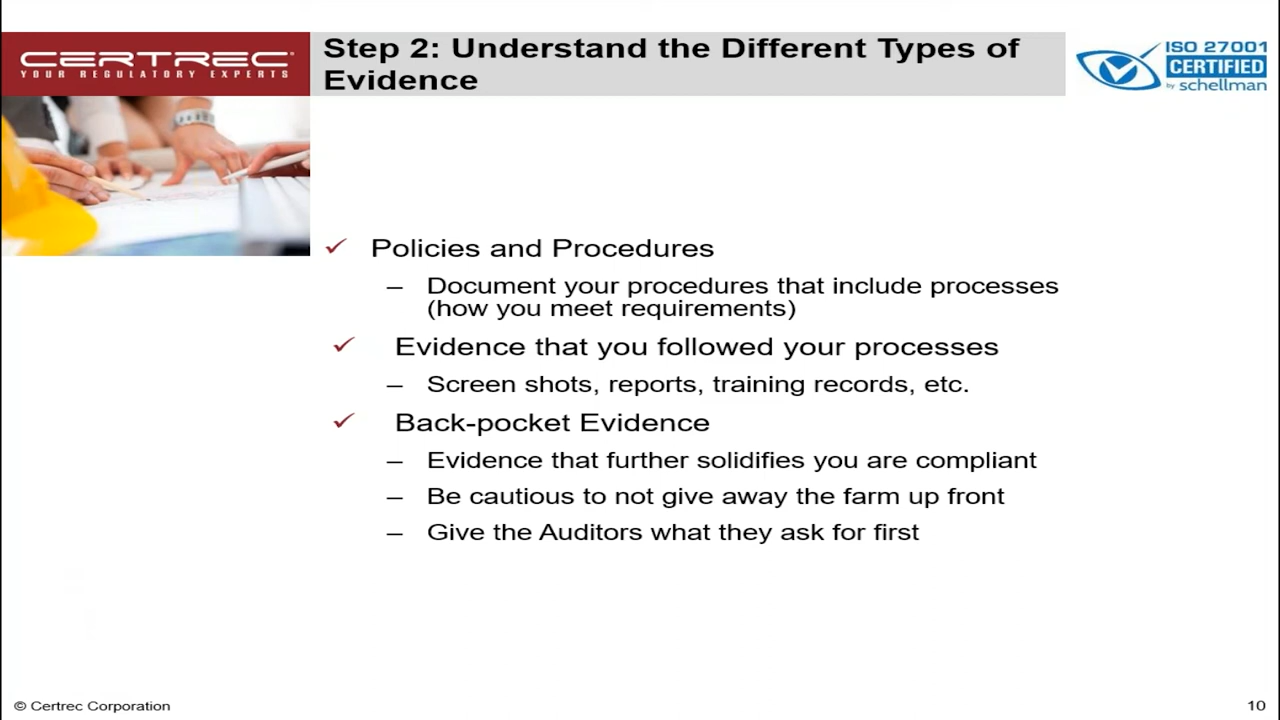 CERTREC
YOUR REGULATORY EXPERTS
Step 2: Understand the Different Types of
Evidence
ISO 27001
CERTIFIED
by schellman
✓ Policies and Procedures
– Document your procedures that include processes
(how you meet requirements)
✓ Evidence that you followed your processes
– Screen shots, reports, training records, etc.
✓ Back-pocket Evidence
– Evidence that further solidifies you are compliant
– Be cautious to not give away the farm up front
– Give the Auditors what they ask for first
© Certrec Corporation
10